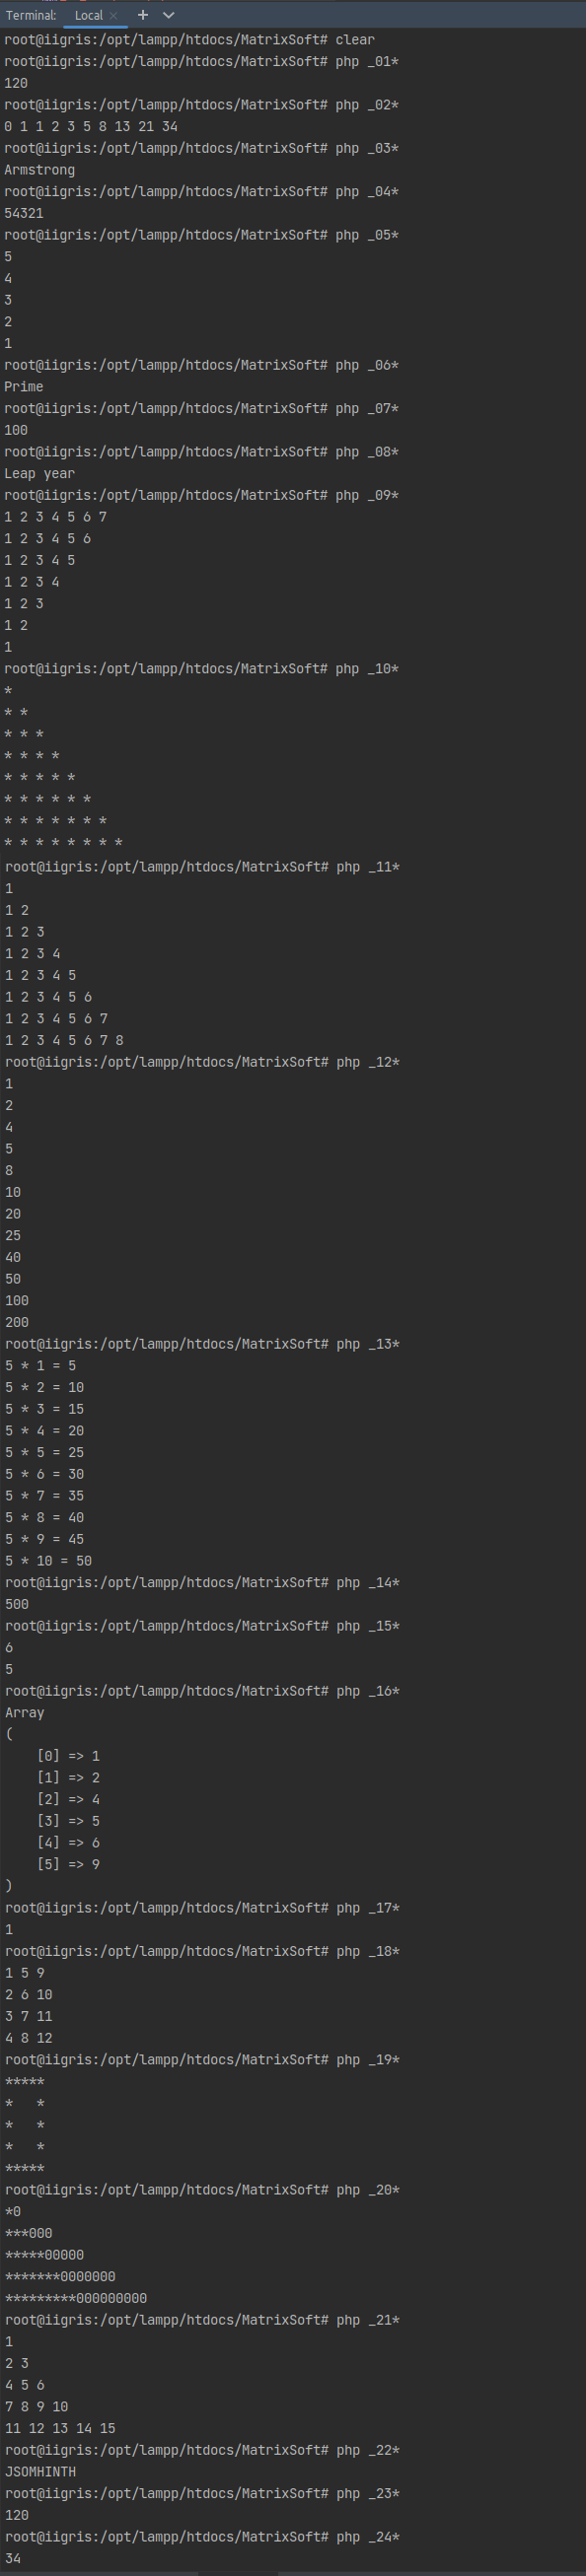 Terminal: Local × + ⌄
root@iigris:/opt/lampp/htdocs/MatrixSoft# clear
root@iigris:/opt/lampp/htdocs/MatrixSoft# php _01*
120
root@iigris:/opt/lampp/htdocs/MatrixSoft# php _02*
0 1 1 2 3 5 8 13 21 34
root@iigris:/opt/lampp/htdocs/MatrixSoft# php _03*
Armstrong
root@iigris:/opt/lampp/htdocs/MatrixSoft# php _04*
54321
root@iigris:/opt/lampp/htdocs/MatrixSoft# php _05*
5
4
3
2
1
root@iigris:/opt/lampp/htdocs/MatrixSoft# php _06*
Prime
root@iigris:/opt/lampp/htdocs/MatrixSoft# php _07*
100
root@iigris:/opt/lampp/htdocs/MatrixSoft# php _08*
Leap year
root@iigris:/opt/lampp/htdocs/MatrixSoft# php _09*
1 2 3 4 5 6 7
1 2 3 4 5 6
1 2 3 4 5
1 2 3 4
1 2 3
1 2
1
root@iigris:/opt/lampp/htdocs/MatrixSoft# php _10*
*
* *
* * *
* * * *
* * * * *
* * * * * *
* * * * * * *
* * * * * * * *
root@iigris:/opt/lampp/htdocs/MatrixSoft# php _11*
1
1 2
1 2 3
1 2 3 4
1 2 3 4 5
1 2 3 4 5 6
1 2 3 4 5 6 7
1 2 3 4 5 6 7 8
root@iigris:/opt/lampp/htdocs/MatrixSoft# php _12*
1
2
4
5
8
10
20
25
40
50
100
200
root@iigris:/opt/lampp/htdocs/MatrixSoft# php _13*
5 * 1 = 5
5 * 2 = 10
5 * 3 = 15
5 * 4 = 20
5 * 5 = 25
5 * 6 = 30
5 * 7 = 35
5 * 8 = 40
5 * 9 = 45
5 * 10 = 50
root@iigris:/opt/lampp/htdocs/MatrixSoft# php _14*
500
root@iigris:/opt/lampp/htdocs/MatrixSoft# php _15*
6
5
root@iigris:/opt/lampp/htdocs/MatrixSoft# php _16*
Array
(
    [0] => 1
    [1] => 2
    [2] => 4
    [3] => 5
    [4] => 6
    [5] => 9
)
root@iigris:/opt/lampp/htdocs/MatrixSoft# php _17*
1
root@iigris:/opt/lampp/htdocs/MatrixSoft# php _18*
1 5 9
2 6 10
3 7 11
4 8 12
root@iigris:/opt/lampp/htdocs/MatrixSoft# php _19*
*****
*   *
*   *
*   *
*****
root@iigris:/opt/lampp/htdocs/MatrixSoft# php _20*
*0
***000
*****00000
*******0000000
*********000000000
root@iigris:/opt/lampp/htdocs/MatrixSoft# php _21*
1
2 3
4 5 6
7 8 9 10
11 12 13 14 15
root@iigris:/opt/lampp/htdocs/MatrixSoft# php _22*
JSOMHINTH
root@iigris:/opt/lampp/htdocs/MatrixSoft# php _23*
120
root@iigris:/opt/lampp/htdocs/MatrixSoft# php _24*
34